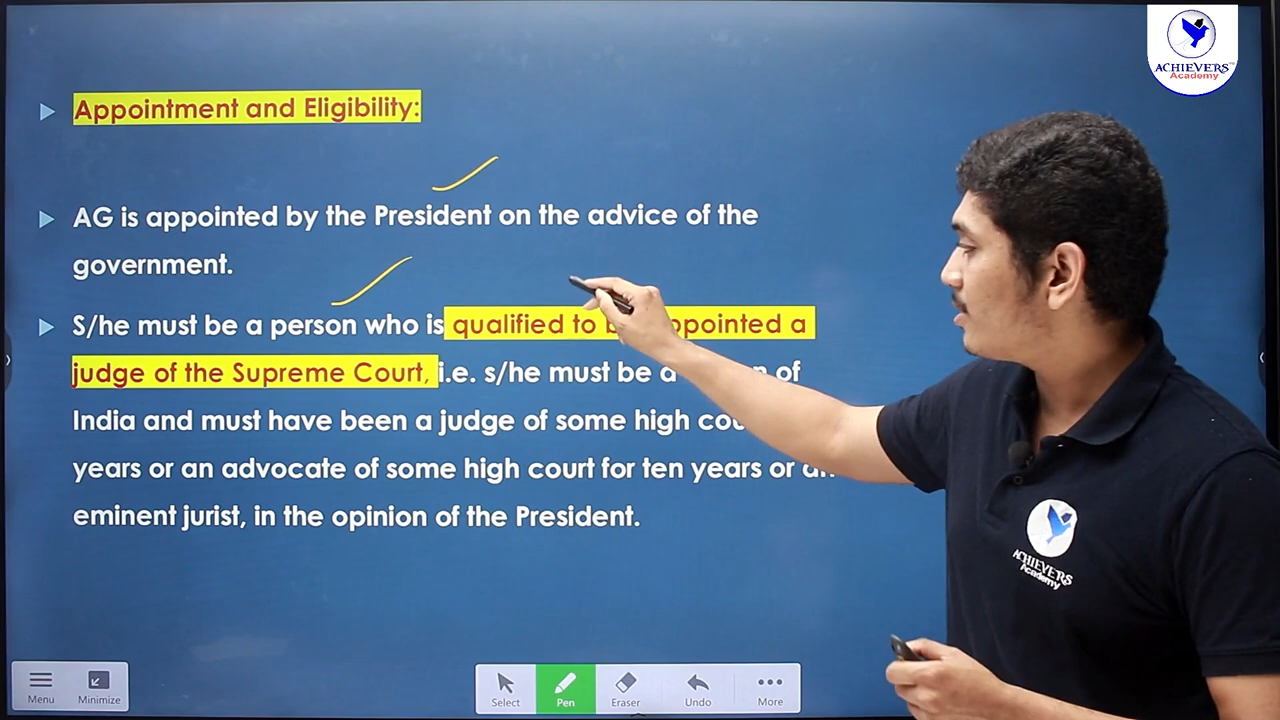 ACHIEVERS
Academy
Appointment and Eligibility:
AG is appointed by the President on the advice of the
government.
S/he must be a person who is qualified to appointed a
judge of the Supreme Court, i.e. s/he must be a of
India and must have been a judge of some high
years or an advocate of some high court for ten years or
eminent jurist, in the opinion of the President.
ACHIEVERS
Academy
Menu
Minimize
Select
Pen
Eraser
Undo
More